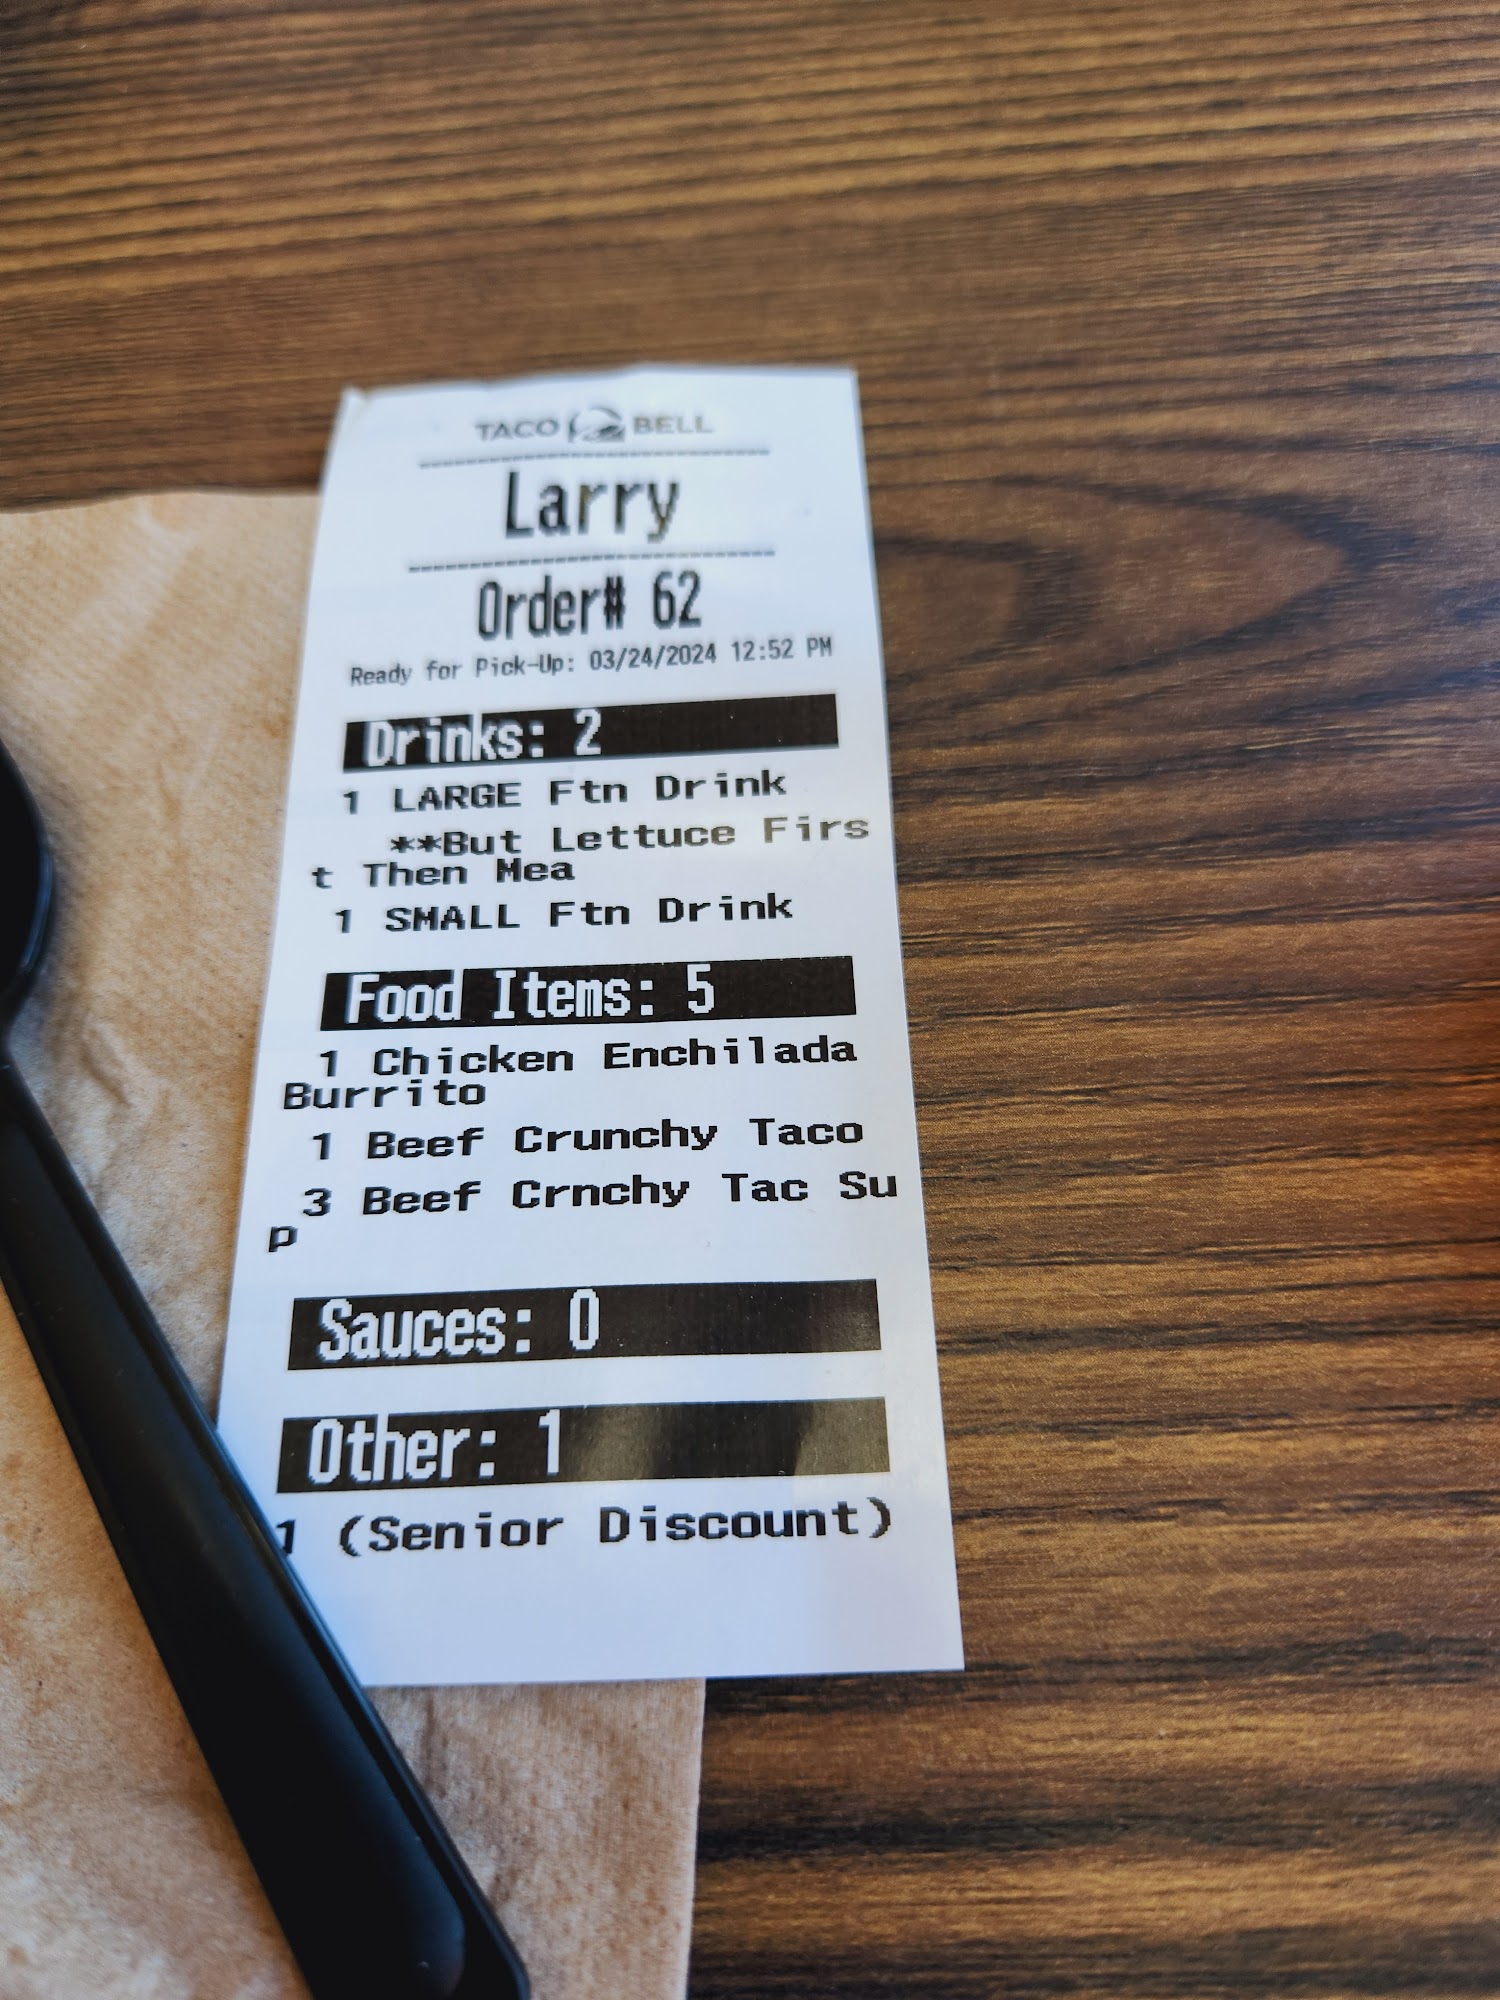 TACO BELL
Larry
Order# 62
Ready for Pick-Up: 03/24/2024 12:52 PM
Drinks: 2
1 LARGE Ftn Drink
**But Lettuce Firs
t Then Mea
1 SMALL Ftn Drink
Food Items: 5
1 Chicken Enchilada
Burrito
1 Beef Crunchy Taco
3 Beef Crnchy Tac Su
p
Sauces: 0
Other: 1
1 (Senior Discount)